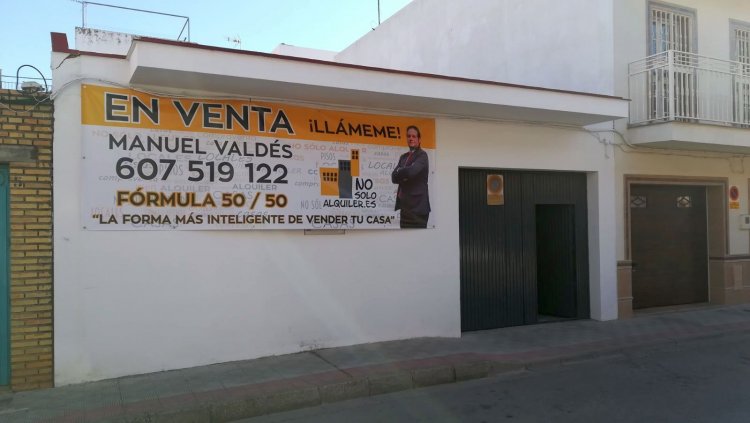 EN VENTA
¡LLÁMEME!
MANUEL VALDÉS
607 519 122
FÓRMULA 50 / 50
"LA FORMA MÁS INTELIGENTE DE VENDER TU CASA"
NO
SOLO
ALQUILER.ES